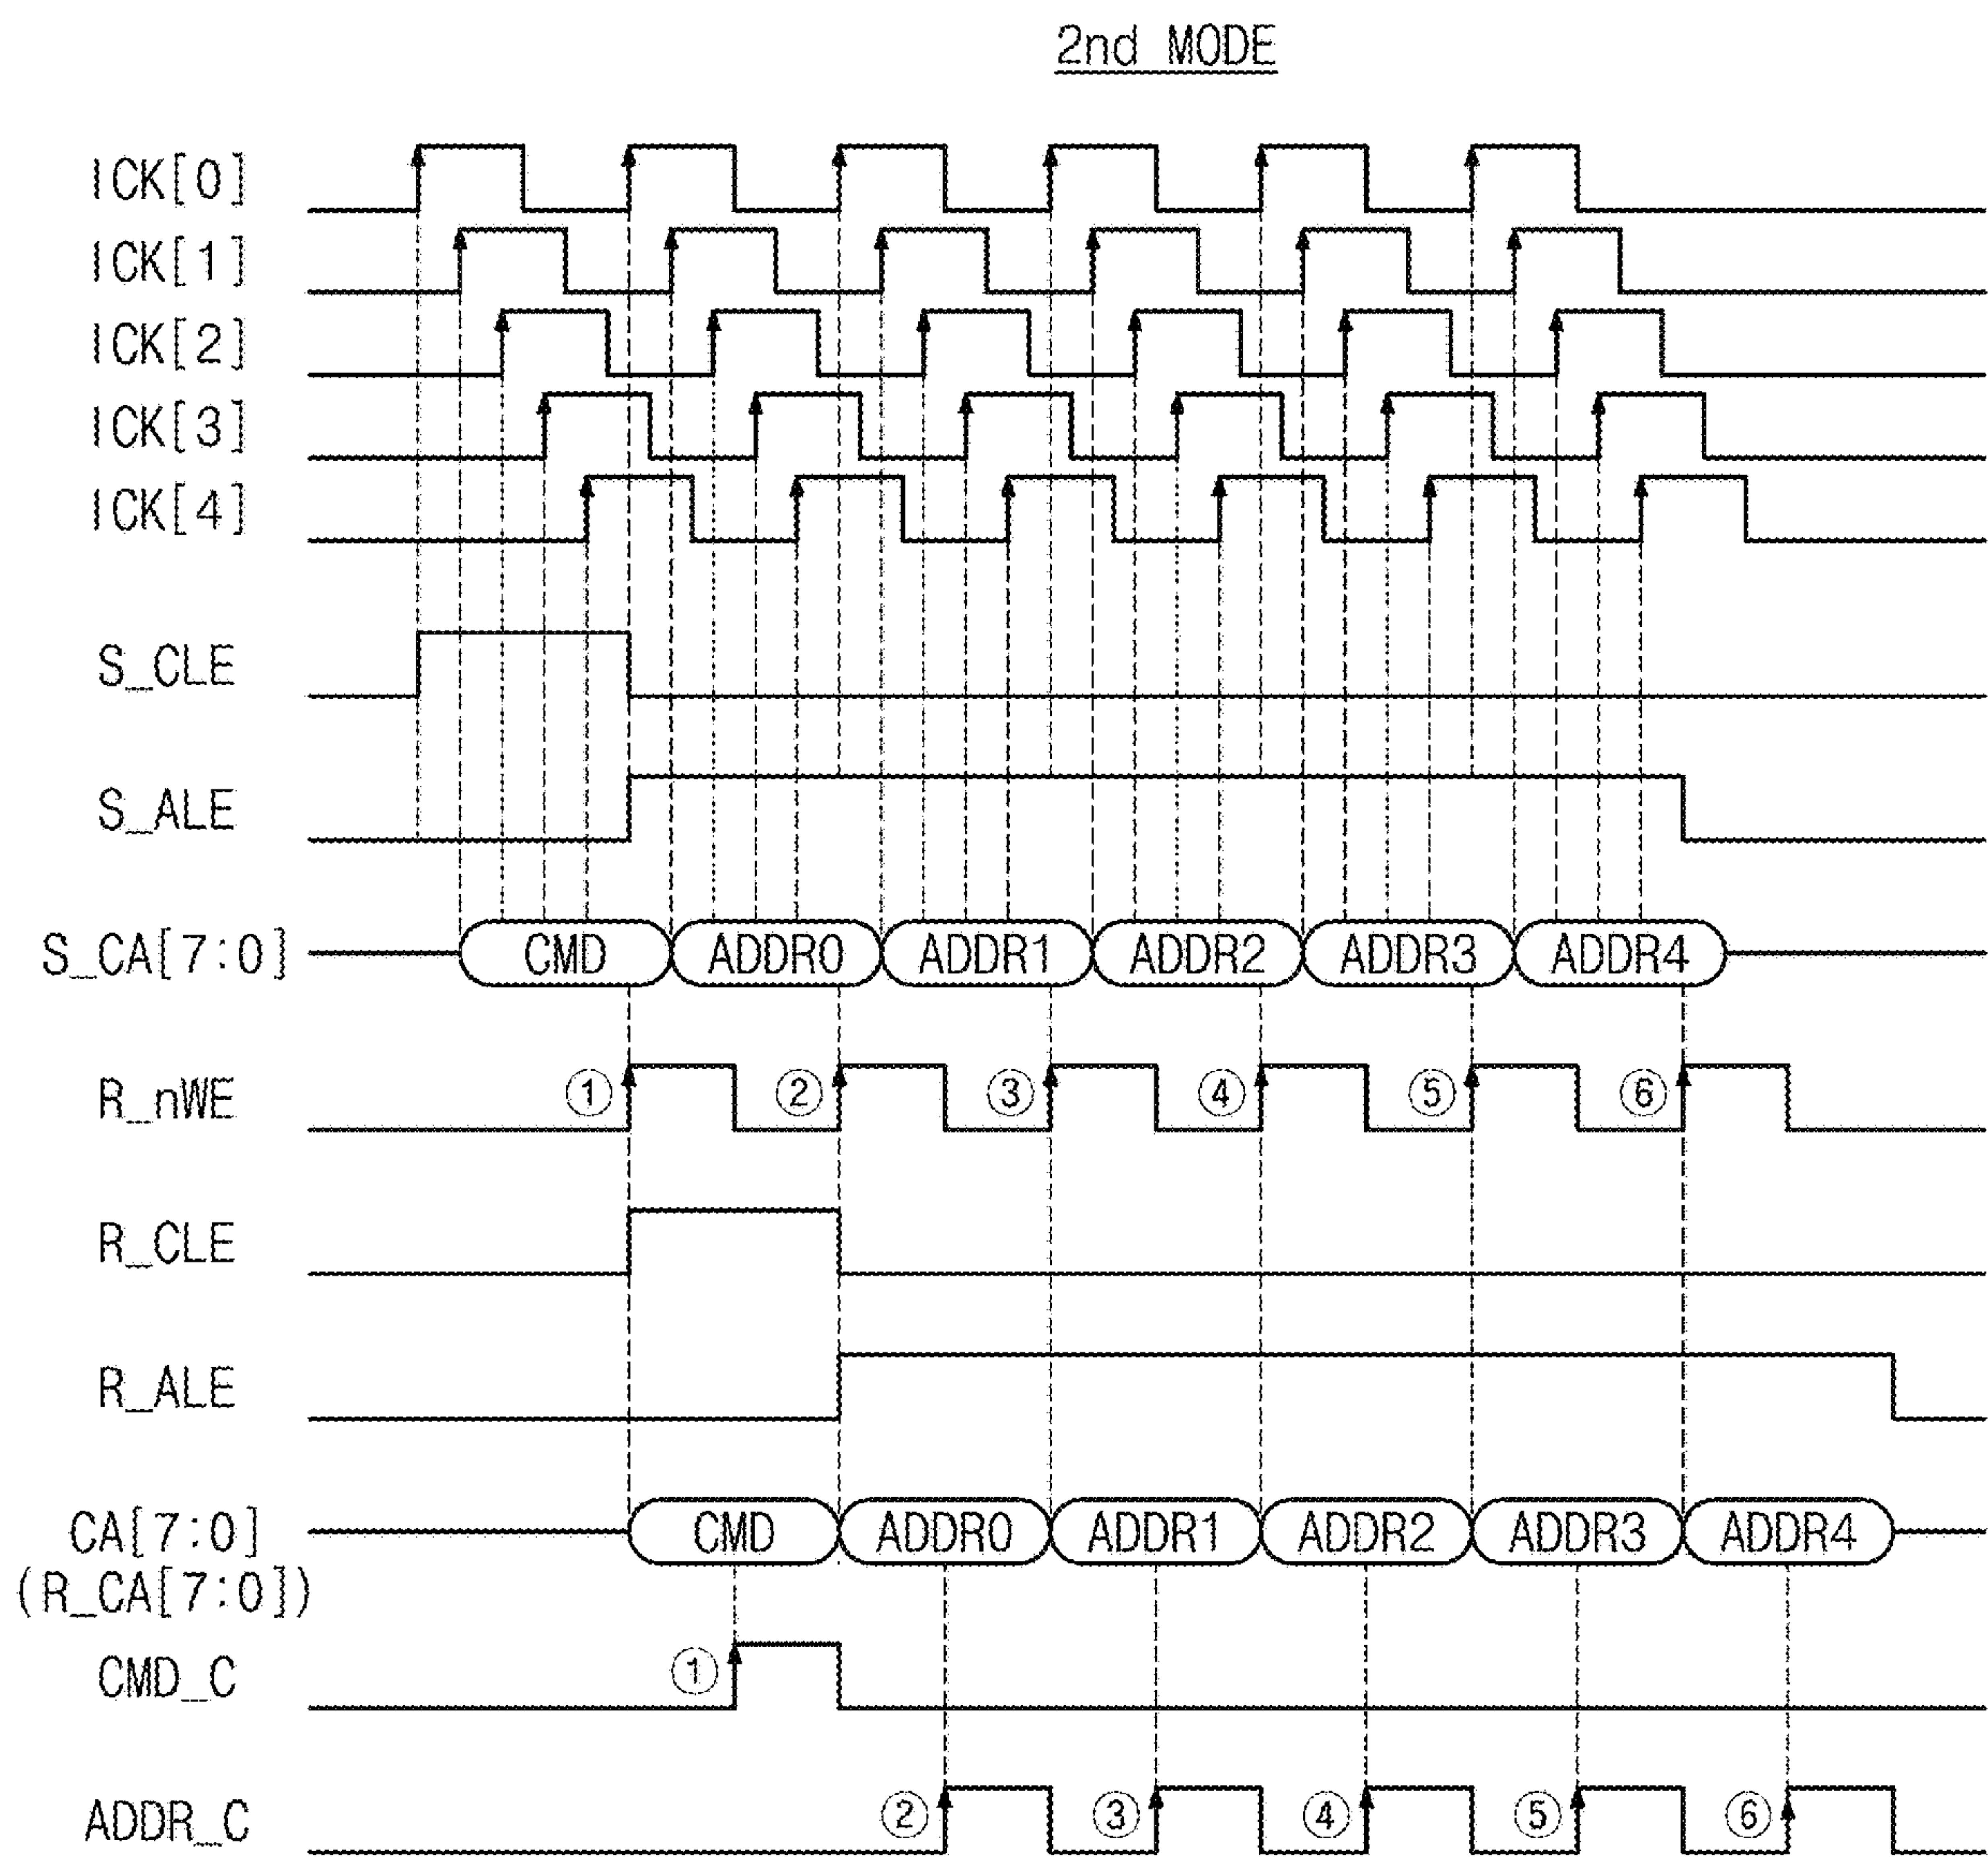 2nd MODE
ICK[0]
ICK[1]
ICK[2]
ICK[3]
ICK[4]
S_CLE
S_ALE
S_CA[7:0] CMD ADDR0 ADDR1 ADDR2 ADDR3 ADDR4
R_nWE ① ② ③ ④ ⑤ ⑥
R_CLE
R_ALE
CA[7:0] CMD ADDR0 ADDR1 ADDR2 ADDR3 ADDR4
(R_CA[7:0])
CMD_C ①
ADDR_C ② ③ ④ ⑤ ⑥